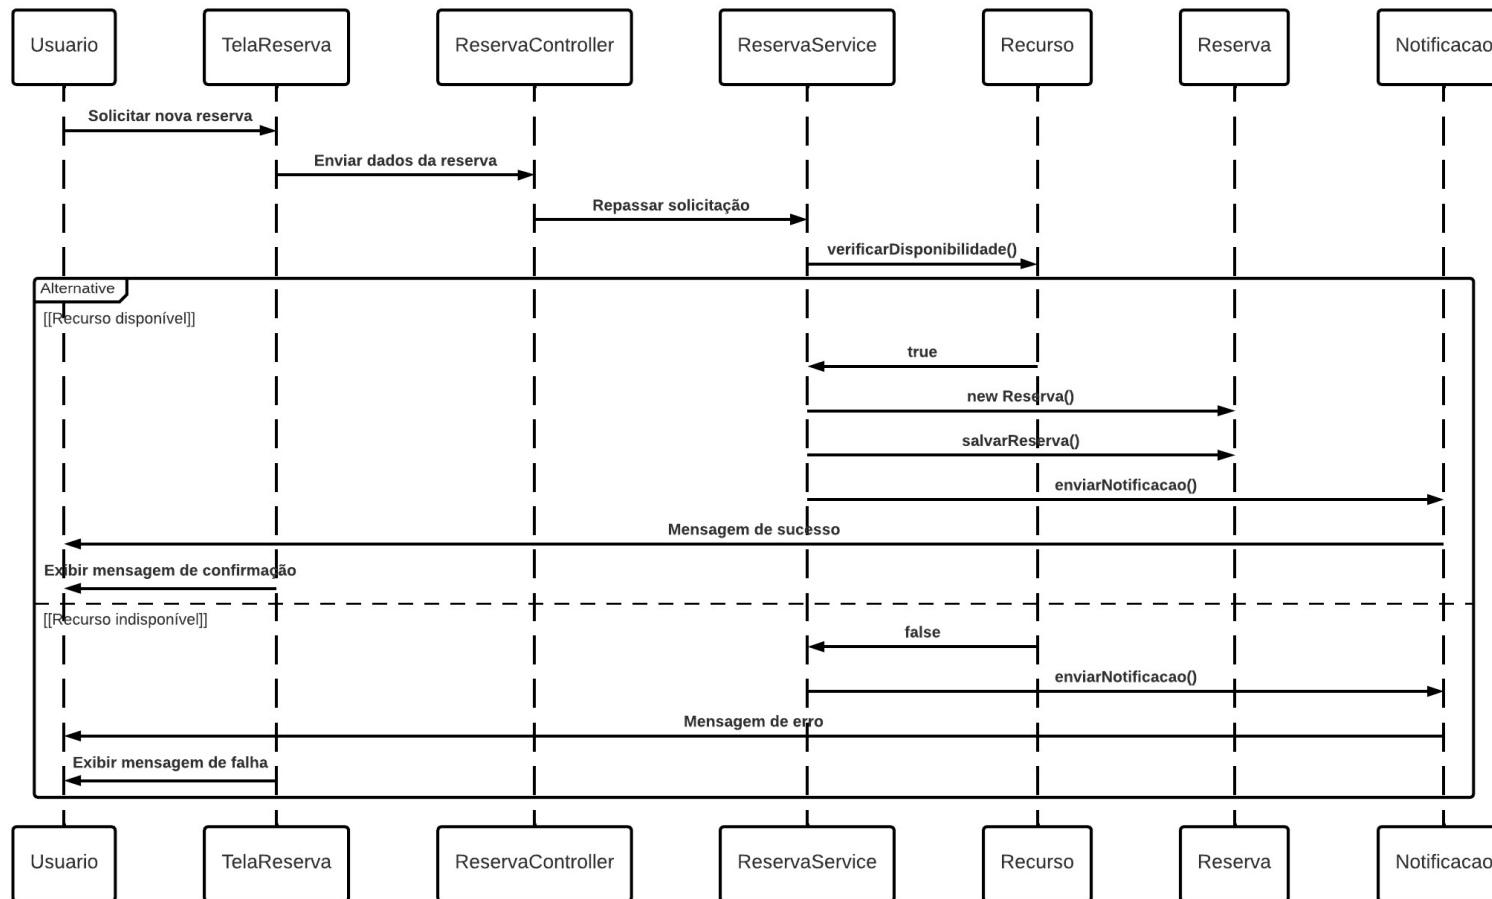 Usuario
TelaReserva
ReservaController
ReservaService
Recurso
Reserva
Notificacao
Solicitar nova reserva
Enviar dados da reserva
Repassar solicitação
verificarDisponibilidade()
Alternative
[[Recurso disponível]]
true
new Reserva()
salvarReserva()
enviarNotificacao()
Mensagem de sucesso
Exibir mensagem de confirmação
[[Recurso indisponível]]
false
enviarNotificacao()
Mensagem de erro
Exibir mensagem de falha
Usuario
TelaReserva
ReservaController
ReservaService
Recurso
Reserva
Notificacao